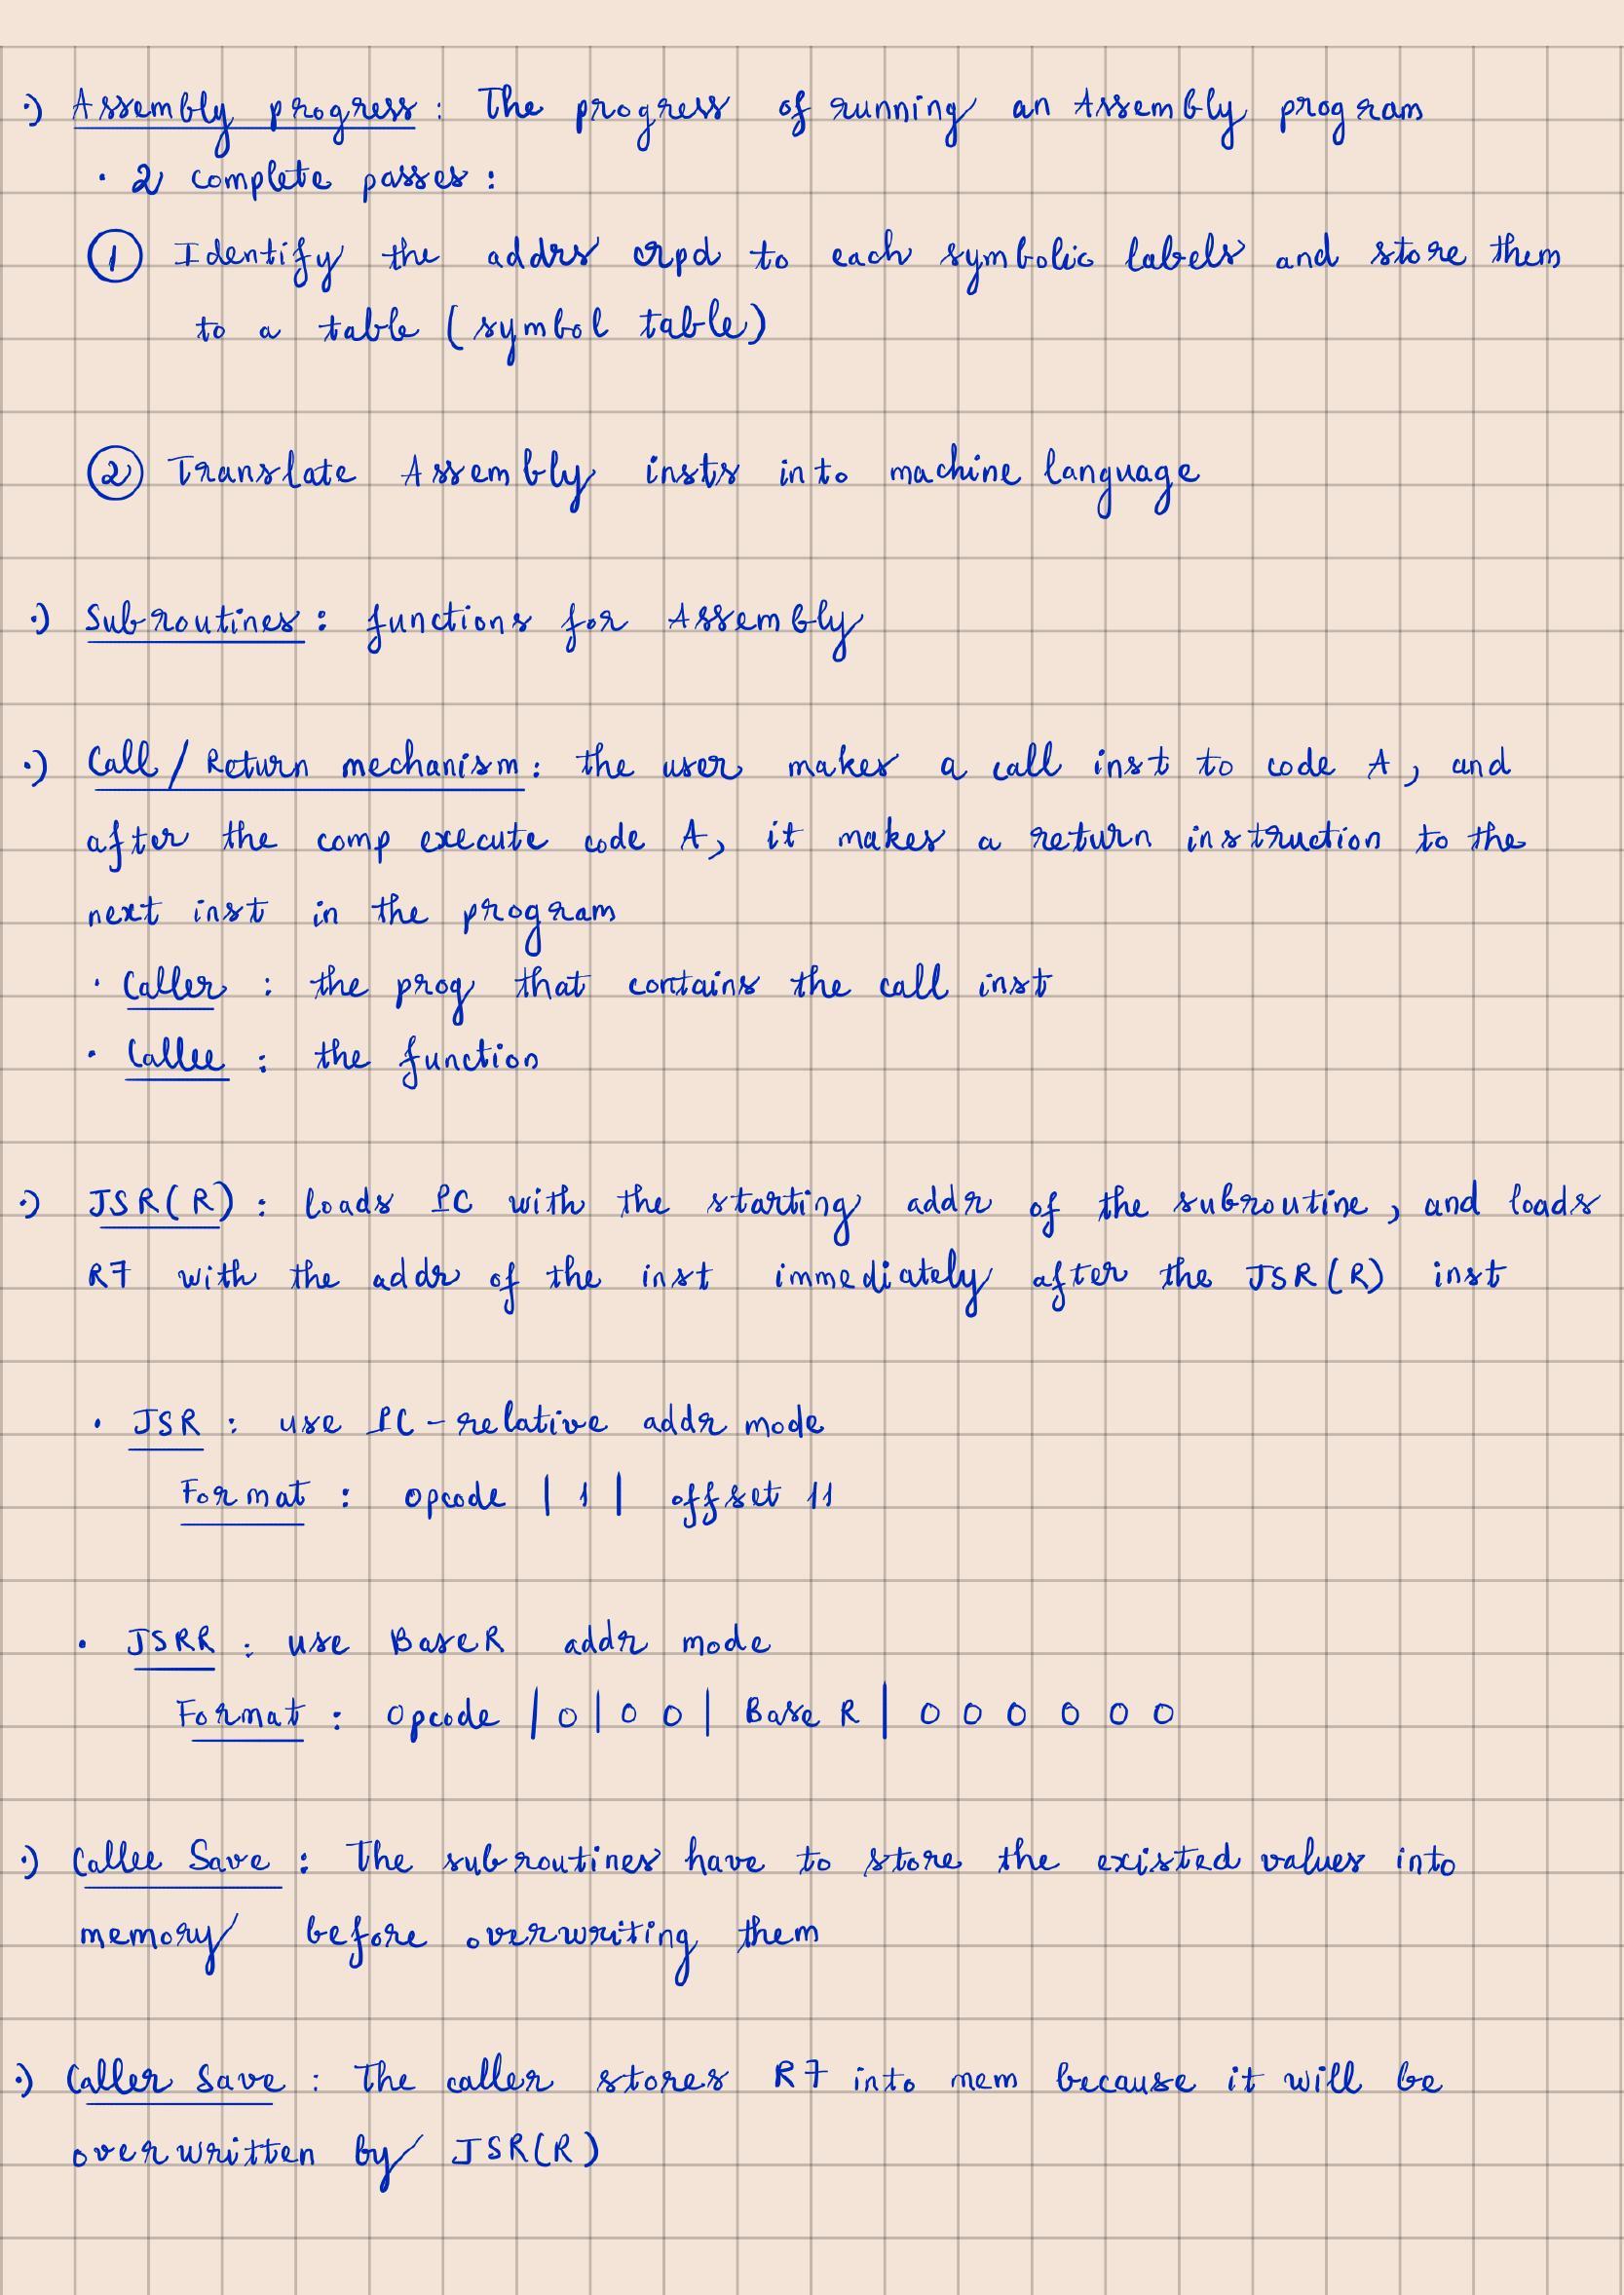 ·) Assembly progress : The progress of running an Assembly program
· 2 complete passes :
① Identify the addrs crpd to each symbolic labels and store them
to a table (symbol table)
② Translate Assembly insts into machine language
·) Subroutines : functions for Assembly
·) Call / Return mechanism : the user makes a call inst to code A, and
after the comp execute code A, it makes a return instruction to the
next inst in the program
· Caller : the prog that contains the call inst
· Callee : the function
·) JSR(R) : loads PC with the starting addr of the subroutine, and loads
R7 with the addr of the inst immediately after the JSR(R) inst
· JSR : use PC-relative addr mode
Format : opcode | 1 | offset 11
· JSRR : use BaseR addr mode
Format : Opcode | 0 | 0 0 | Base R | 0 0 0 0 0 0
·) Callee Save : The subroutines have to store the existed values into
memory before overwriting them
·) Caller Save : The caller stores R7 into mem because it will be
overwritten by JSR(R)